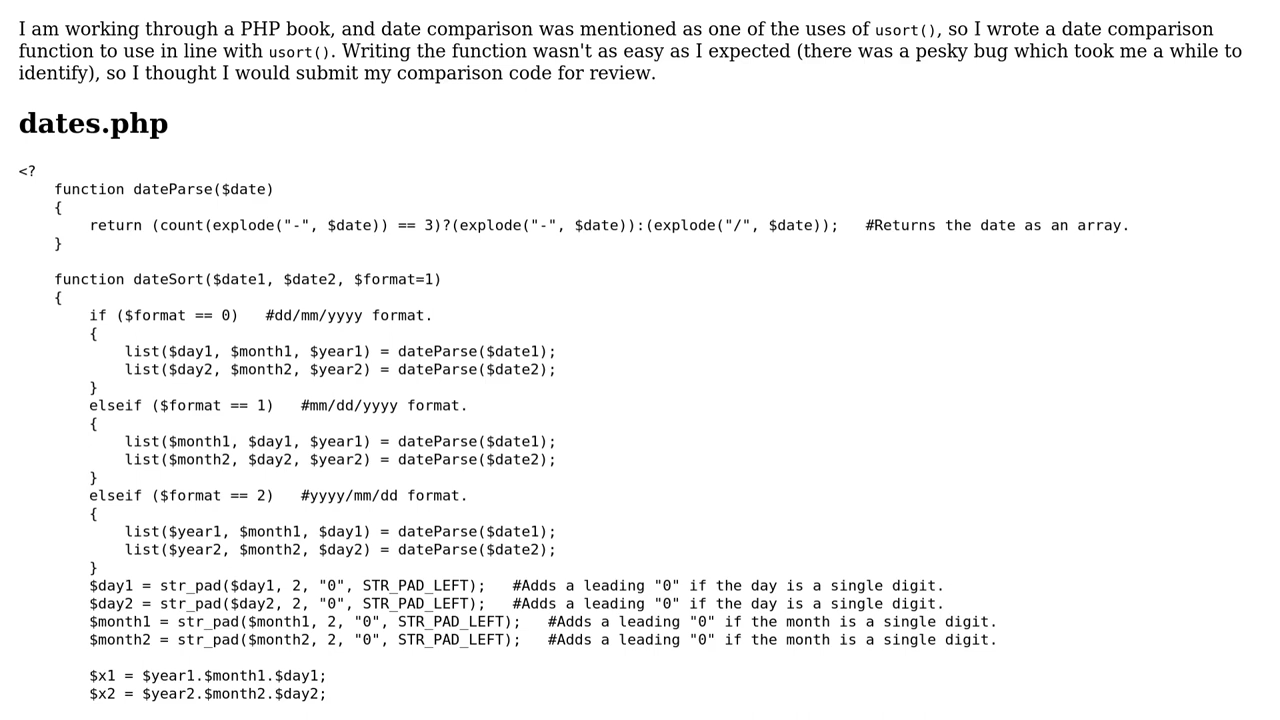 I am working through a PHP book, and date comparison was mentioned as one of the uses of usort(), so I wrote a date comparison
function to use in line with usort(). Writing the function wasn't as easy as I expected (there was a pesky bug which took me a while to
identify), so I thought I would submit my comparison code for review.
dates.php
<?
    function dateParse($date)
    {
        return (count(explode("-", $date)) == 3)?(explode("-", $date)):(explode("/", $date));   #Returns the date as an array.
    }

    function dateSort($date1, $date2, $format=1)
    {
        if ($format == 0)   #dd/mm/yyyy format.
        {
            list($day1, $month1, $year1) = dateParse($date1);
            list($day2, $month2, $year2) = dateParse($date2);
        }
        elseif ($format == 1)   #mm/dd/yyyy format.
        {
            list($month1, $day1, $year1) = dateParse($date1);
            list($month2, $day2, $year2) = dateParse($date2);
        }
        elseif ($format == 2)   #yyyy/mm/dd format.
        {
            list($year1, $month1, $day1) = dateParse($date1);
            list($year2, $month2, $day2) = dateParse($date2);
        }
        $day1 = str_pad($day1, 2, "0", STR_PAD_LEFT);   #Adds a leading "0" if the day is a single digit.
        $day2 = str_pad($day2, 2, "0", STR_PAD_LEFT);   #Adds a leading "0" if the day is a single digit.
        $month1 = str_pad($month1, 2, "0", STR_PAD_LEFT);   #Adds a leading "0" if the month is a single digit.
        $month2 = str_pad($month2, 2, "0", STR_PAD_LEFT);   #Adds a leading "0" if the month is a single digit.

        $x1 = $year1.$month1.$day1;
        $x2 = $year2.$month2.$day2;